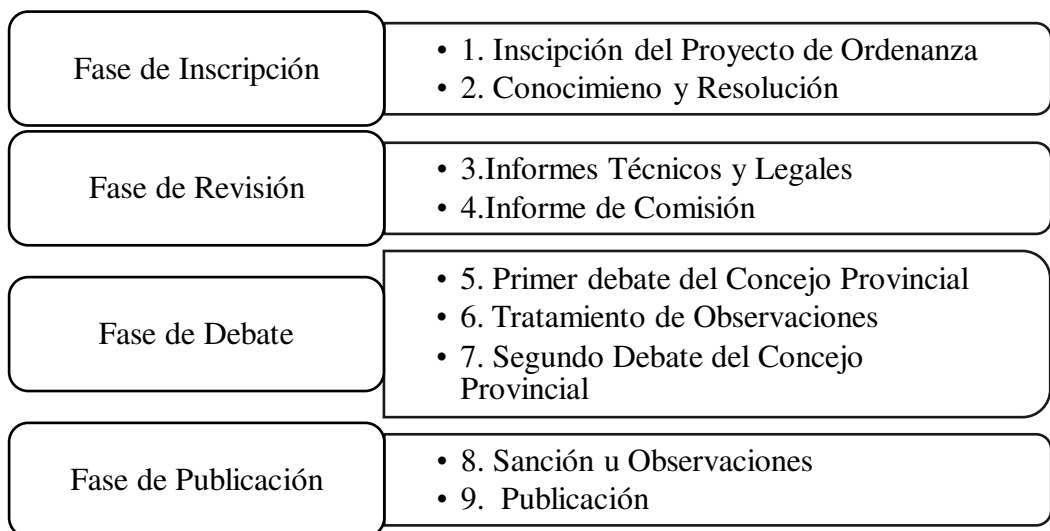 Fase de Inscripción
• 1. Inscipción del Proyecto de Ordenanza
• 2. Conocimieno y Resolución
Fase de Revisión
• 3.Informes Técnicos y Legales
• 4.Informe de Comisión
Fase de Debate
• 5. Primer debate del Concejo Provincial
• 6. Tratamiento de Observaciones
• 7. Segundo Debate del Concejo
Provincial
Fase de Publicación
• 8. Sanción u Observaciones
• 9. Publicación